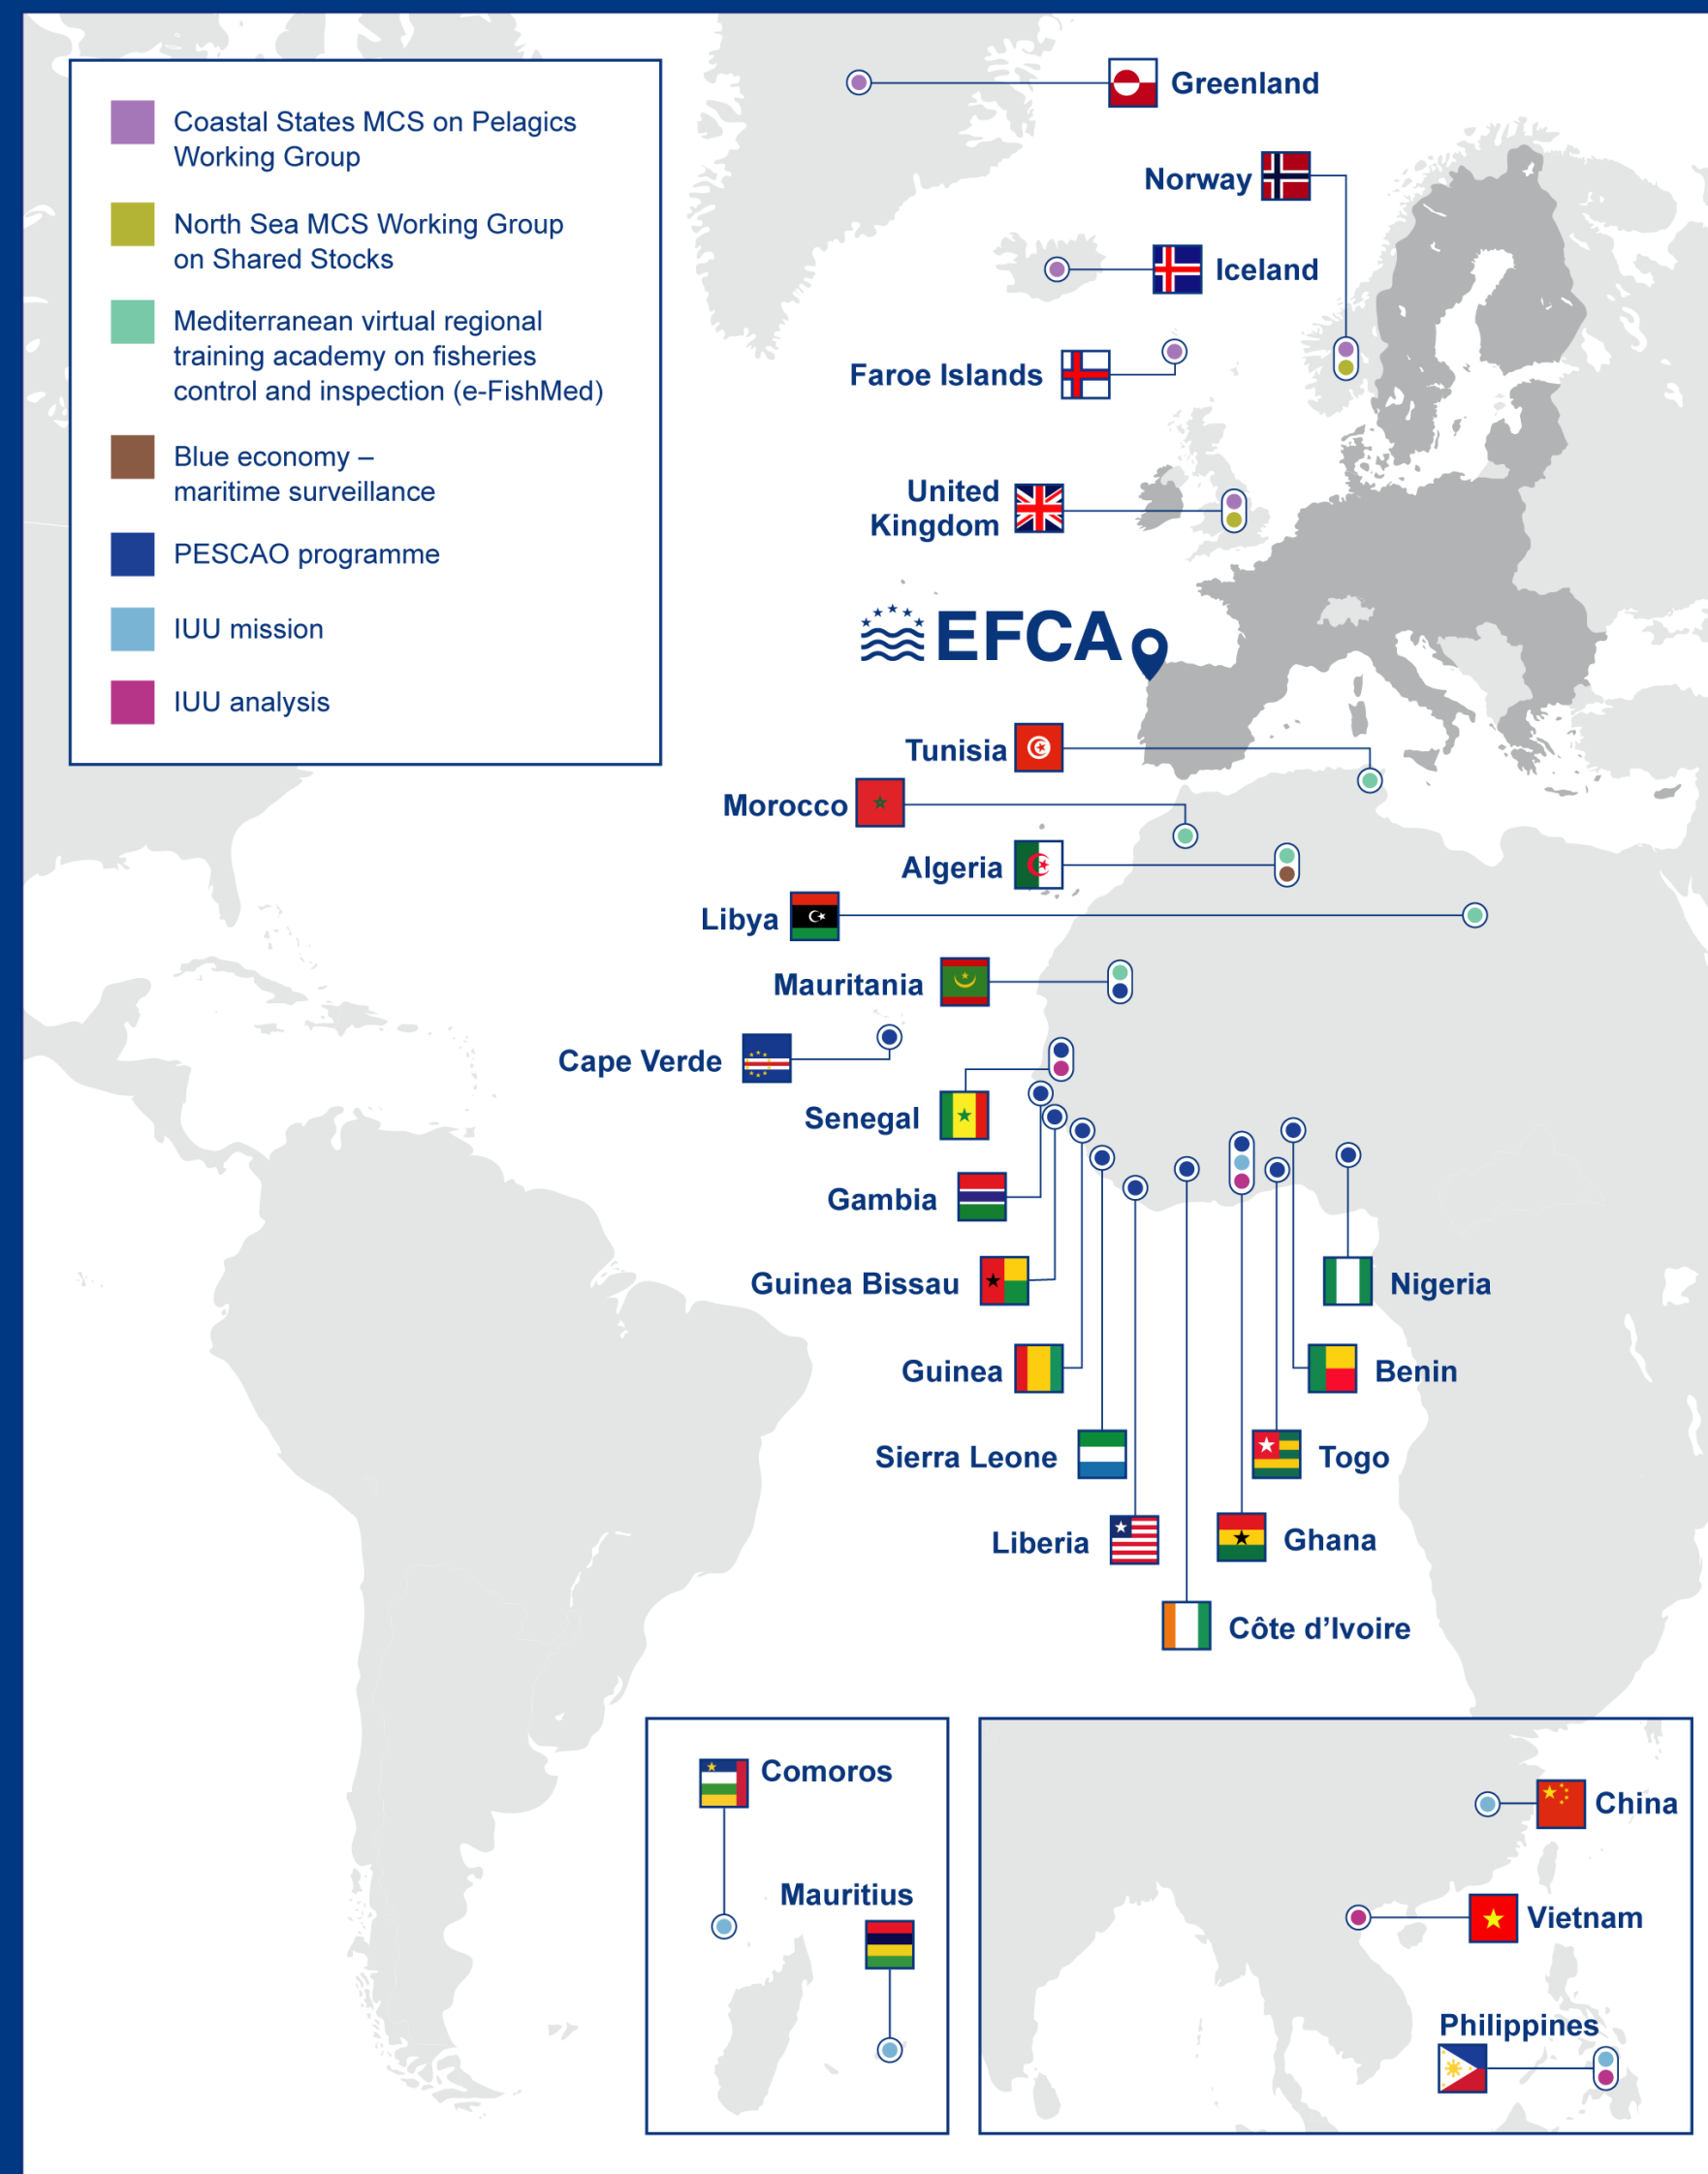 Coastal States MCS on Pelagics
Working Group
North Sea MCS Working Group
on Shared Stocks
Mediterranean virtual regional
training academy on fisheries
control and inspection (e-FishMed)
Blue economy –
maritime surveillance
PESCAO programme
IUU mission
IUU analysis
Greenland
Norway
Iceland
Faroe Islands
United
Kingdom
EFCA
Tunisia
Morocco
Algeria
Libya
Mauritania
Cape Verde
Senegal
Gambia
Guinea Bissau
Nigeria
Guinea
Benin
Sierra Leone
Togo
Liberia
Ghana
Côte d’Ivoire
Comoros
Mauritius
China
Vietnam
Philippines